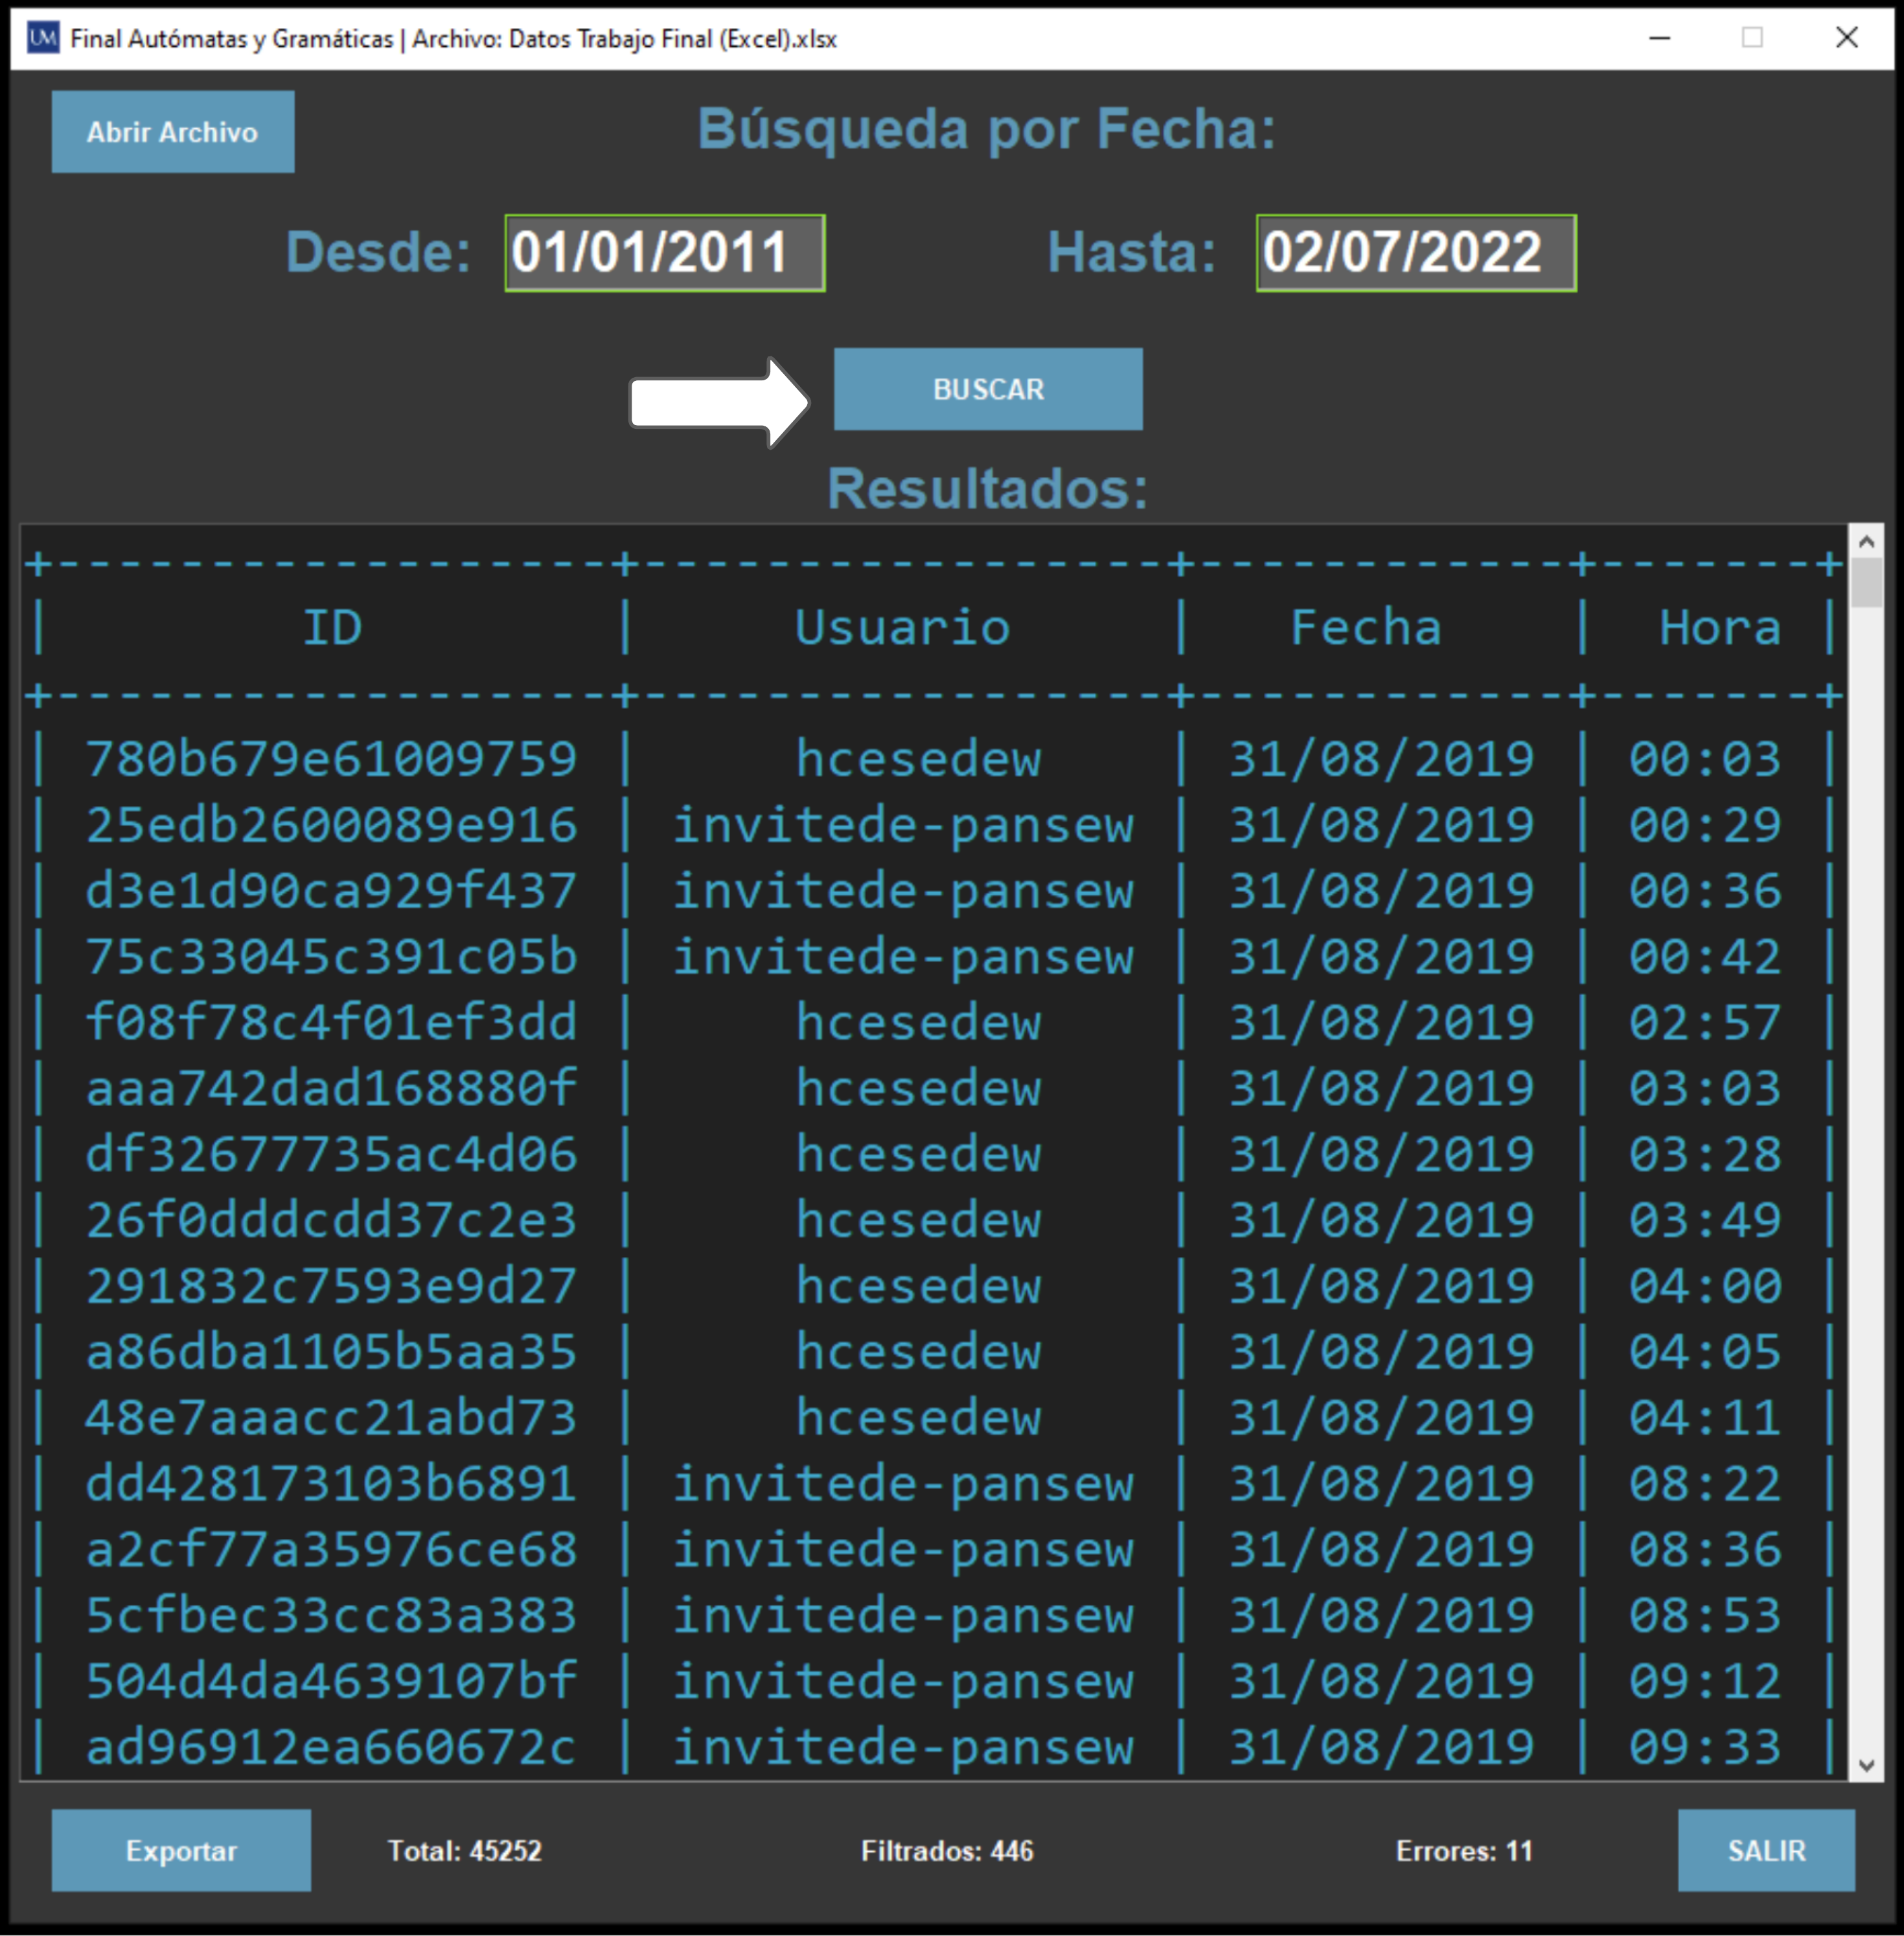 UM Final Autómatas y Gramáticas | Archivo: Datos Trabajo Final (Excel).xlsx
Abrir Archivo
Búsqueda por Fecha:
Desde: 01/01/2011 Hasta: 02/07/2022
BUSCAR
Resultados:
+------------------+-----------------+------------+-------+
| ID | Usuario | Fecha | Hora |
+------------------+-----------------+------------+-------+
| 780b679e61009759 | hcesedew | 31/08/2019 | 00:03 |
| 25edb2600089e916 | invitede-pansew | 31/08/2019 | 00:29 |
| d3e1d90ca929f437 | invitede-pansew | 31/08/2019 | 00:36 |
| 75c33045c391c05b | invitede-pansew | 31/08/2019 | 00:42 |
| f08f78c4f01ef3dd | hcesedew | 31/08/2019 | 02:57 |
| aaa742dad168880f | hcesedew | 31/08/2019 | 03:03 |
| df32677735ac4d06 | hcesedew | 31/08/2019 | 03:28 |
| 26f0dddcdd37c2e3 | hcesedew | 31/08/2019 | 03:49 |
| 291832c7593e9d27 | hcesedew | 31/08/2019 | 04:00 |
| a86dba1105b5aa35 | hcesedew | 31/08/2019 | 04:05 |
| 48e7aaacc21abd73 | hcesedew | 31/08/2019 | 04:11 |
| dd428173103b6891 | invitede-pansew | 31/08/2019 | 08:22 |
| a2cf77a35976ce68 | invitede-pansew | 31/08/2019 | 08:36 |
| 5cfbec33cc83a383 | invitede-pansew | 31/08/2019 | 08:53 |
| 504d4da4639107bf | invitede-pansew | 31/08/2019 | 09:12 |
| ad96912ea660672c | invitede-pansew | 31/08/2019 | 09:33 |
Exportar Total: 45252 Filtrados: 446 Errores: 11 SALIR